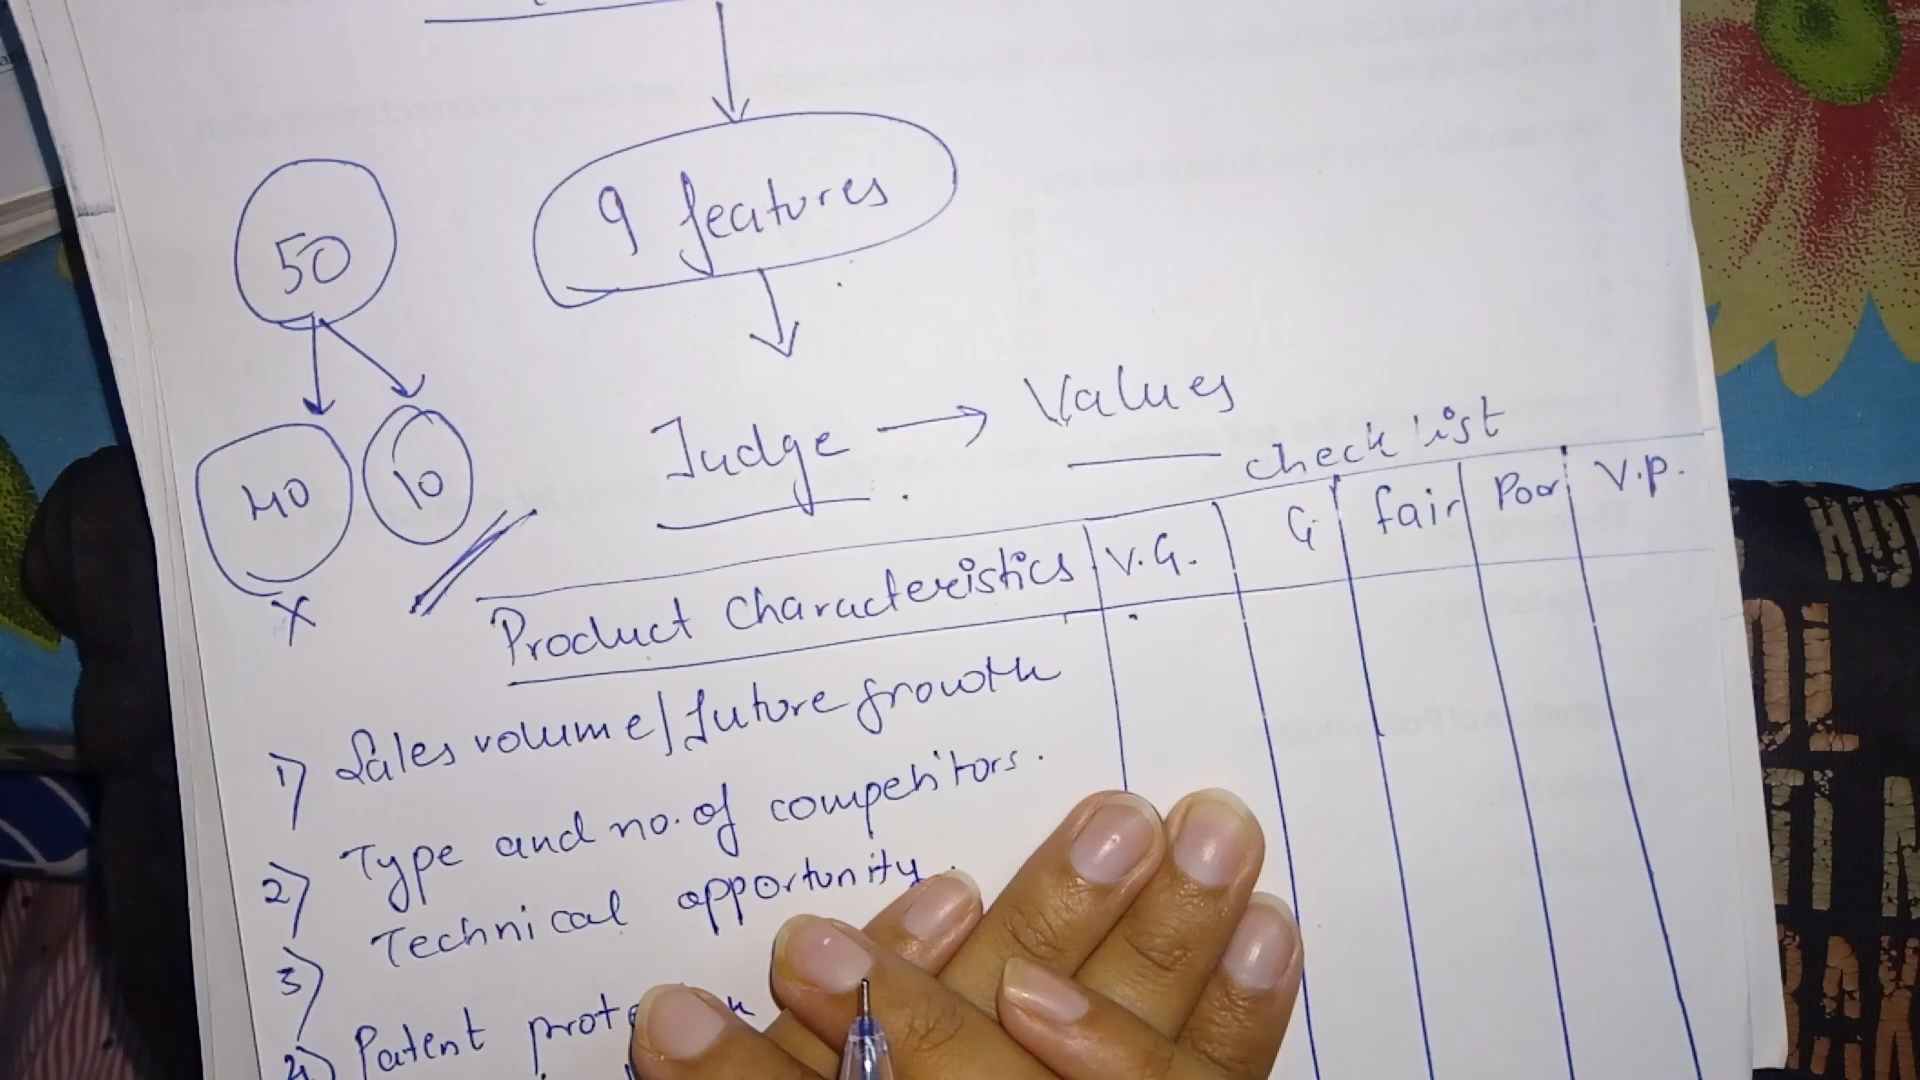 9 features
50
40
10
X
Judge → Values
check list
Product characteristics V.G. G fair Poor V.P.
1) Sales volume/future growth
2) Type and no. of competitors.
3) Technical opportunity.
4) Patent